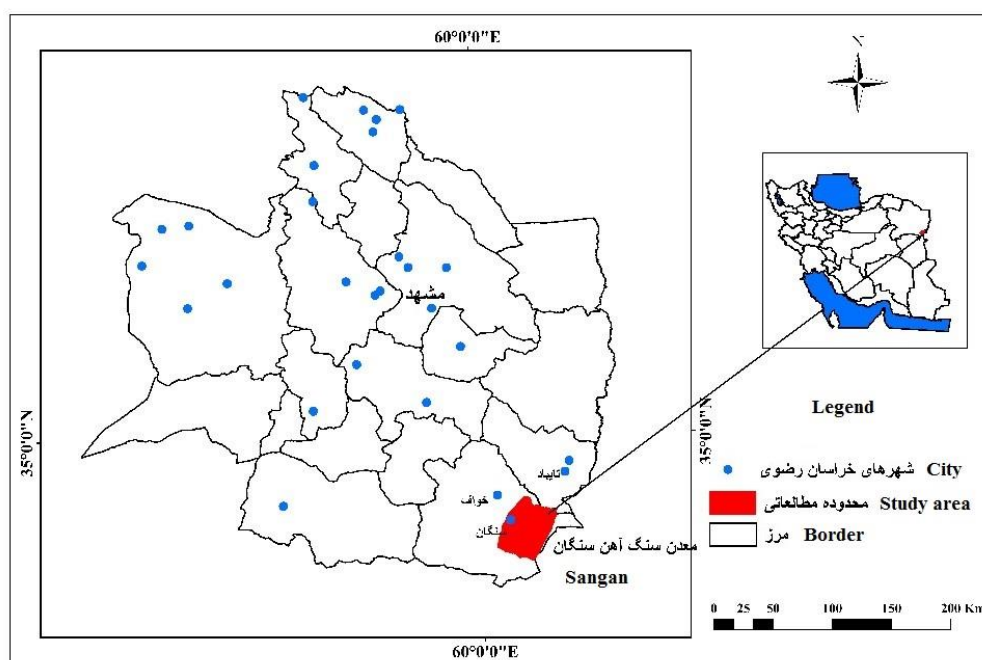 60°0'0"E
N
مشهد
35°0'0"N
35°0'0"N
Legend
تایباد
شهرهای خراسان رضوی City
خواف
محدوده مطالعاتی Study area
سنگان
مرز Border
معدن سنگ آهن سنگان
Sangan
0 25 50 100 150 200 Km
60°0'0"E